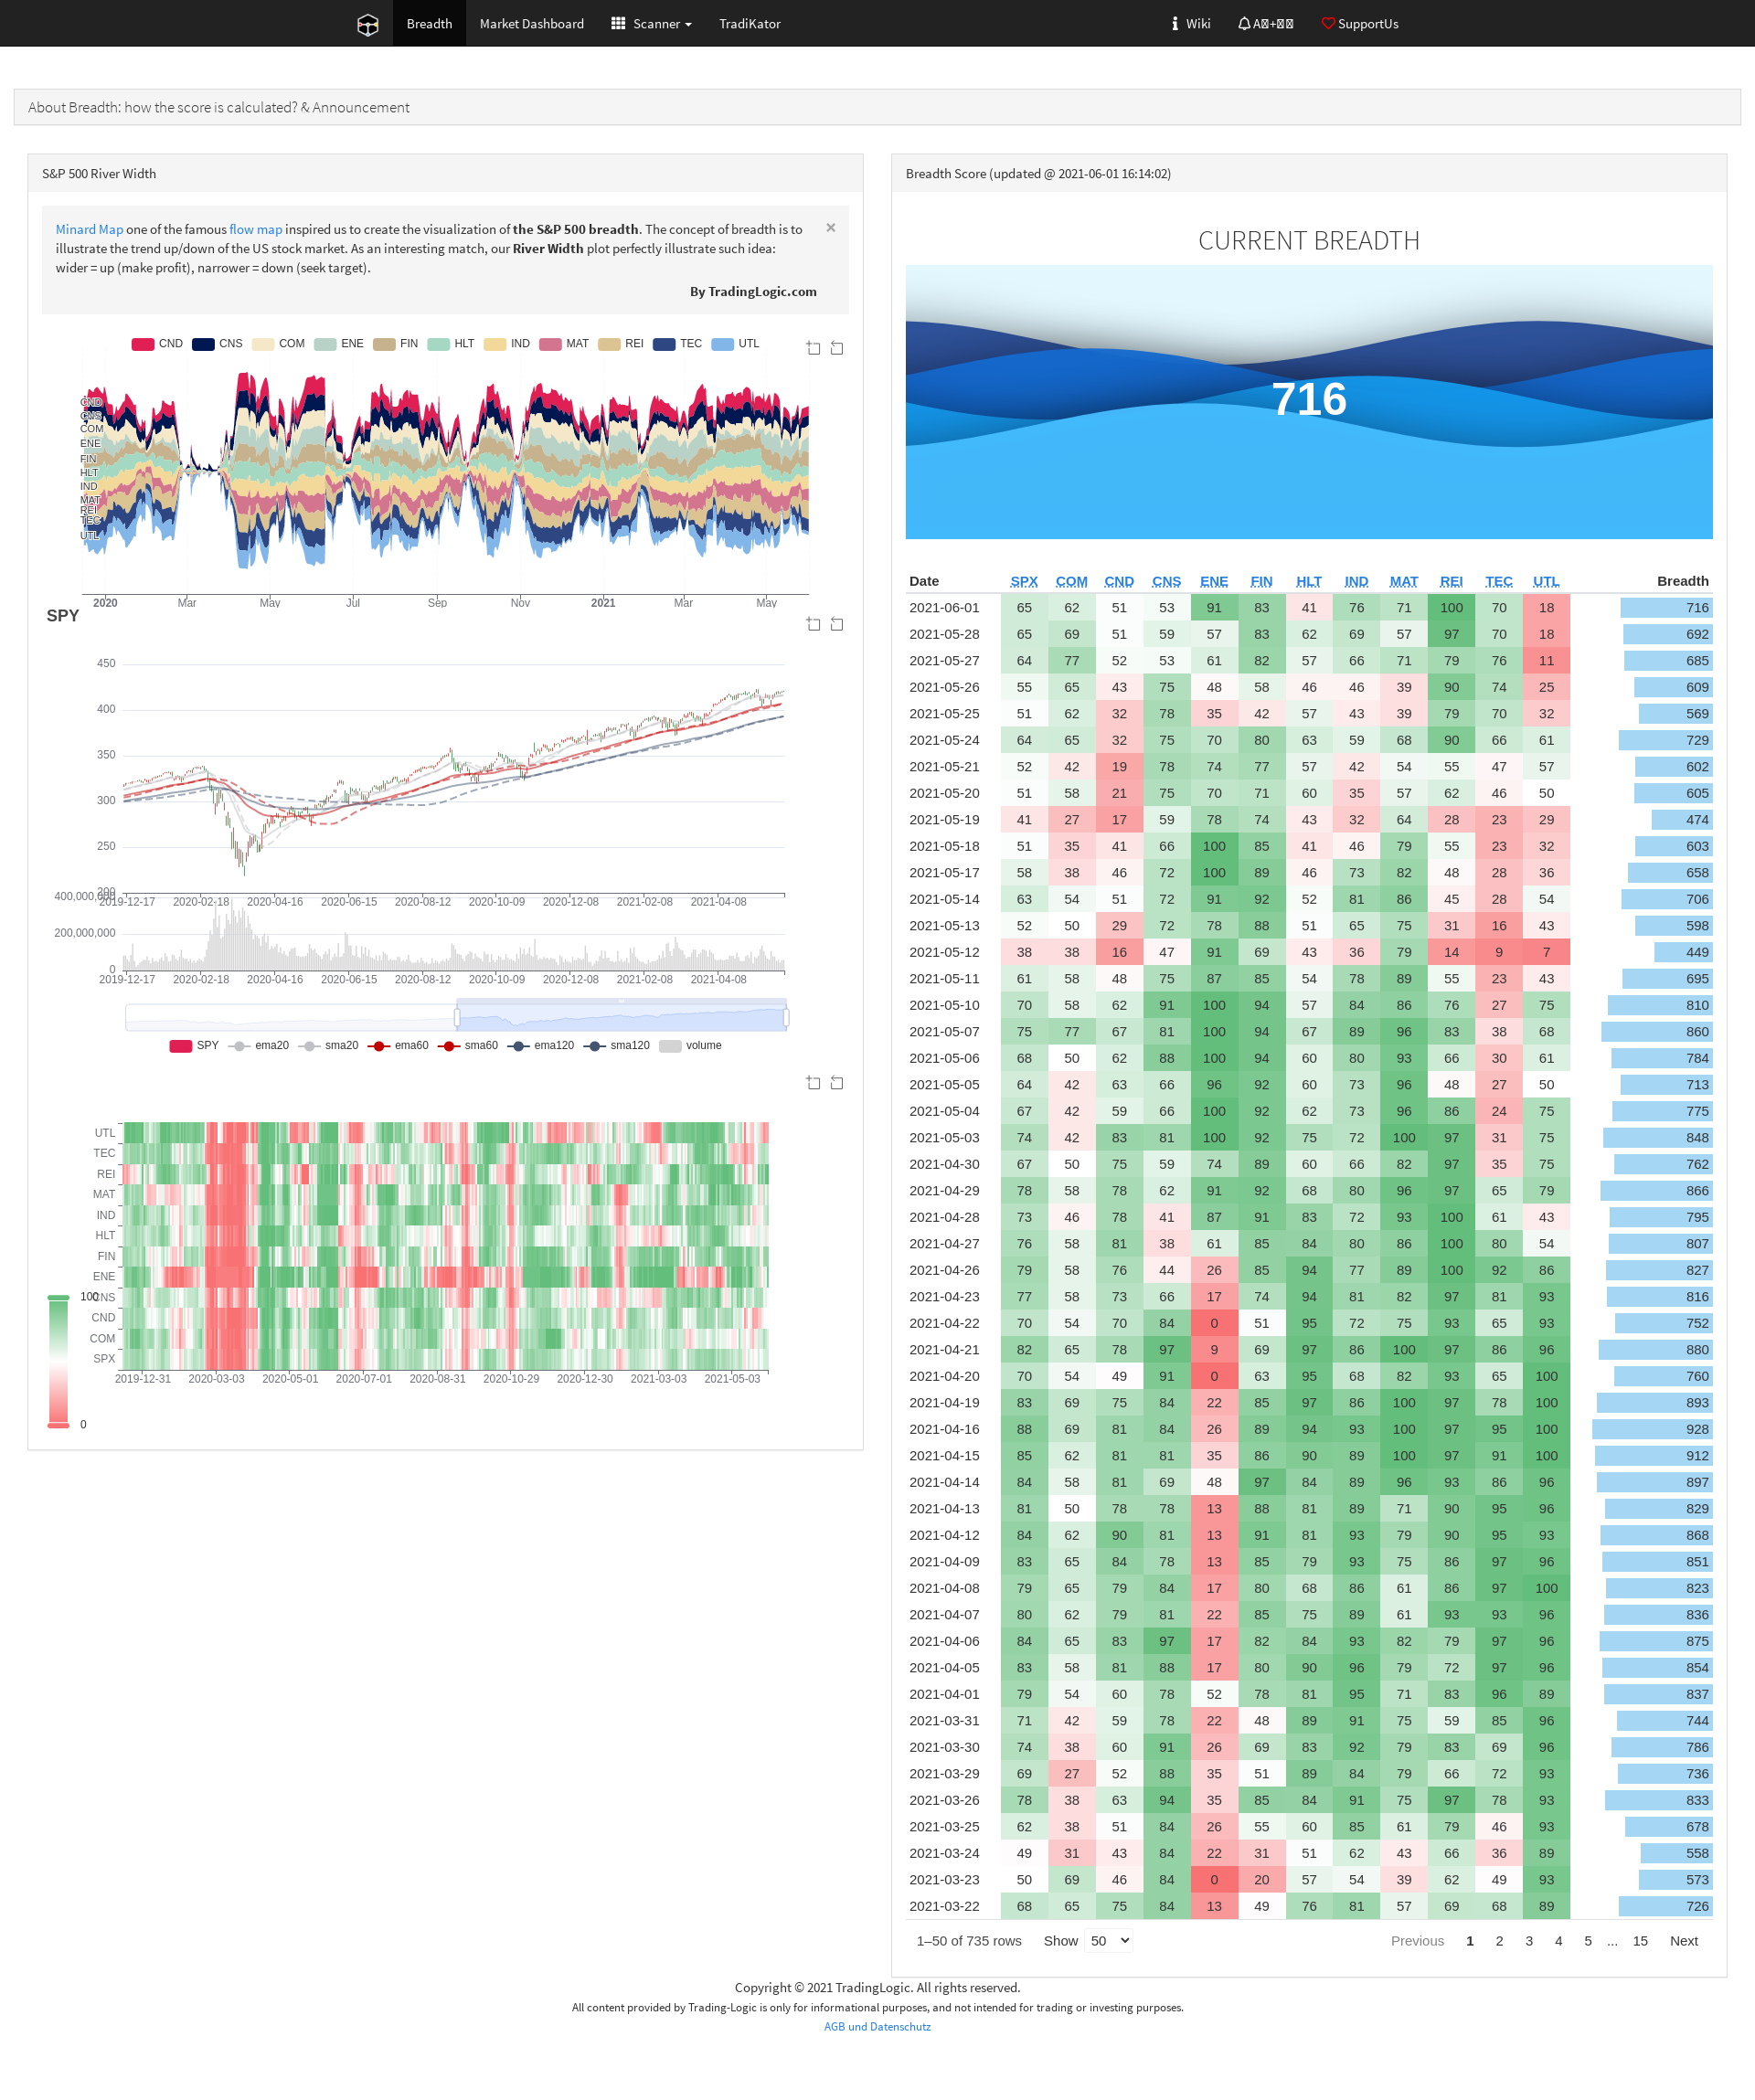 Breadth Market Dashboard Scanner TradiKator Wiki SupportUs
About Breadth: how the score is calculated? & Announcement
S&P 500 River Width
Minard Map one of the famous flow map inspired us to create the visualization of the S&P 500 breadth. The concept of breadth is to
illustrate the trend up/down of the US stock market. As an interesting match, our River Width plot perfectly illustrate such idea:
wider = up (make profit), narrower = down (seek target).
By TradingLogic.com
×
CND CNS COM ENE FIN HLT IND MAT REI TEC UTL
CND
CNS
COM
ENE
FIN
HLT
IND
MAT
REI
TEC
UTL
2020 Mar May Jul Sep Nov 2021 Mar May
SPY
450
400
350
300
250
200
2019-12-17 2020-02-18 2020-04-16 2020-06-15 2020-08-12 2020-10-09 2020-12-08 2021-02-08 2021-04-08
400,000,000
200,000,000
0
2019-12-17 2020-02-18 2020-04-16 2020-06-15 2020-08-12 2020-10-09 2020-12-08 2021-02-08 2021-04-08
SPY ema20 sma20 ema60 sma60 ema120 sma120 volume
UTL
TEC
REI
MAT
IND
HLT
FIN
ENE
CNS
CND
COM
SPX
2019-12-31 2020-03-03 2020-05-01 2020-07-01 2020-08-31 2020-10-29 2020-12-30 2021-03-03 2021-05-03
100
0
Breadth Score (updated @ 2021-06-01 16:14:02)
CURRENT BREADTH
716
Date SPX COM CND CNS ENE FIN HLT IND MAT REI TEC UTL Breadth
2021-06-01 65 62 51 53 91 83 41 76 71 100 70 18 716
2021-05-28 65 69 51 59 57 83 62 69 57 97 70 18 692
2021-05-27 64 77 52 53 61 82 57 66 71 79 76 11 685
2021-05-26 55 65 43 75 48 58 46 46 39 90 74 25 609
2021-05-25 51 62 32 78 35 42 57 43 39 79 70 32 569
2021-05-24 64 65 32 75 70 80 63 59 68 90 66 61 729
2021-05-21 52 42 19 78 74 77 57 42 54 55 47 57 602
2021-05-20 51 58 21 75 70 71 60 35 57 62 46 50 605
2021-05-19 41 27 17 59 78 74 43 32 64 28 23 29 474
2021-05-18 51 35 41 66 100 85 41 46 79 55 23 32 603
2021-05-17 58 38 46 72 100 89 46 73 82 48 28 36 658
2021-05-14 63 54 51 72 91 92 52 81 86 45 28 54 706
2021-05-13 52 50 29 72 78 88 51 65 75 31 16 43 598
2021-05-12 38 38 16 47 91 69 43 36 79 14 9 7 449
2021-05-11 61 58 48 75 87 85 54 78 89 55 23 43 695
2021-05-10 70 58 62 91 100 94 57 84 86 76 27 75 810
2021-05-07 75 77 67 81 100 94 67 89 96 83 38 68 860
2021-05-06 68 50 62 88 100 94 60 80 93 66 30 61 784
2021-05-05 64 42 63 66 96 92 60 73 96 48 27 50 713
2021-05-04 67 42 59 66 100 92 62 73 96 86 24 75 775
2021-05-03 74 42 83 81 100 92 75 72 100 97 31 75 848
2021-04-30 67 50 75 59 74 89 60 66 82 97 35 75 762
2021-04-29 78 58 78 62 91 92 68 80 96 97 65 79 866
2021-04-28 73 46 78 41 87 91 83 72 93 100 61 43 795
2021-04-27 76 58 81 38 61 85 84 80 86 100 80 54 807
2021-04-26 79 58 76 44 26 85 94 77 89 100 92 86 827
2021-04-23 77 58 73 66 17 74 94 81 82 97 81 93 816
2021-04-22 70 54 70 84 0 51 95 72 75 93 65 93 752
2021-04-21 82 65 78 97 9 69 97 86 100 97 86 96 880
2021-04-20 70 54 49 91 0 63 95 68 82 93 65 100 760
2021-04-19 83 69 75 84 22 85 97 86 100 97 78 100 893
2021-04-16 88 69 81 84 26 89 94 93 100 97 95 100 928
2021-04-15 85 62 81 81 35 86 90 89 100 97 91 100 912
2021-04-14 84 58 81 69 48 97 84 89 96 93 86 96 897
2021-04-13 81 50 78 78 13 88 81 89 71 90 95 96 829
2021-04-12 84 62 90 81 13 91 81 93 79 90 95 93 868
2021-04-09 83 65 84 78 13 85 79 93 75 86 97 96 851
2021-04-08 79 65 79 84 17 80 68 86 61 86 97 100 823
2021-04-07 80 62 79 81 22 85 75 89 61 93 93 96 836
2021-04-06 84 65 83 97 17 82 84 93 82 79 97 96 875
2021-04-05 83 58 81 88 17 80 90 96 79 72 97 96 854
2021-04-01 79 54 60 78 52 78 81 95 71 83 96 89 837
2021-03-31 71 42 59 78 22 48 89 91 75 59 85 96 744
2021-03-30 74 38 60 91 26 69 83 92 79 83 69 96 786
2021-03-29 69 27 52 88 35 51 89 84 79 66 72 93 736
2021-03-26 78 38 63 94 35 85 84 91 75 97 78 93 833
2021-03-25 62 38 51 84 26 55 60 85 61 79 46 93 678
2021-03-24 49 31 43 84 22 31 51 62 43 66 36 89 558
2021-03-23 50 69 46 84 0 20 57 54 39 62 49 93 573
2021-03-22 68 65 75 84 13 49 76 81 57 69 68 89 726
1–50 of 735 rows Show 50 Previous 1 2 3 4 5 ... 15 Next
Copyright © 2021 TradingLogic. All rights reserved.
All content provided by Trading-Logic is only for informational purposes, and not intended for trading or investing purposes.
AGB und Datenschutz